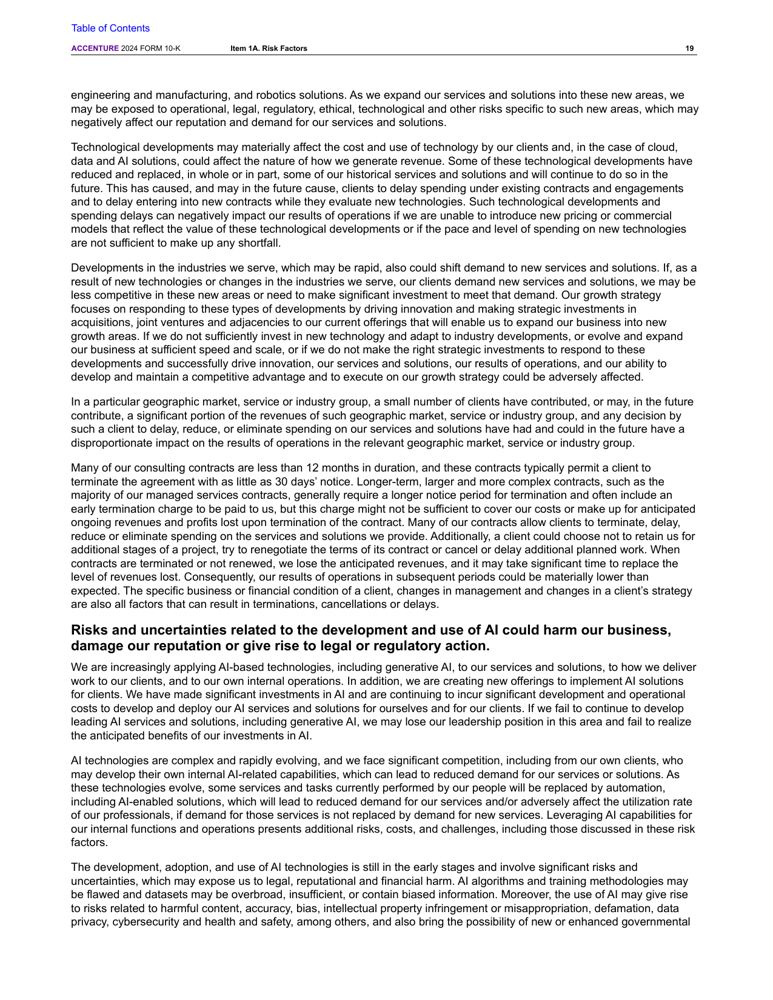 Table of Contents
ACCENTURE 2024 FORM 10-K Item 1A. Risk Factors 19
engineering and manufacturing, and robotics solutions. As we expand our services and solutions into these new areas, we
may be exposed to operational, legal, regulatory, ethical, technological and other risks specific to such new areas, which may
negatively affect our reputation and demand for our services and solutions.
Technological developments may materially affect the cost and use of technology by our clients and, in the case of cloud,
data and AI solutions, could affect the nature of how we generate revenue. Some of these technological developments have
reduced and replaced, in whole or in part, some of our historical services and solutions and will continue to do so in the
future. This has caused, and may in the future cause, clients to delay spending under existing contracts and engagements
and to delay entering into new contracts while they evaluate new technologies. Such technological developments and
spending delays can negatively impact our results of operations if we are unable to introduce new pricing or commercial
models that reflect the value of these technological developments or if the pace and level of spending on new technologies
are not sufficient to make up any shortfall.
Developments in the industries we serve, which may be rapid, also could shift demand to new services and solutions. If, as a
result of new technologies or changes in the industries we serve, our clients demand new services and solutions, we may be
less competitive in these new areas or need to make significant investment to meet that demand. Our growth strategy
focuses on responding to these types of developments by driving innovation and making strategic investments in
acquisitions, joint ventures and adjacencies to our current offerings that will enable us to expand our business into new
growth areas. If we do not sufficiently invest in new technology and adapt to industry developments, or evolve and expand
our business at sufficient speed and scale, or if we do not make the right strategic investments to respond to these
developments and successfully drive innovation, our services and solutions, our results of operations, and our ability to
develop and maintain a competitive advantage and to execute on our growth strategy could be adversely affected.
In a particular geographic market, service or industry group, a small number of clients have contributed, or may, in the future
contribute, a significant portion of the revenues of such geographic market, service or industry group, and any decision by
such a client to delay, reduce, or eliminate spending on our services and solutions have had and could in the future have a
disproportionate impact on the results of operations in the relevant geographic market, service or industry group.
Many of our consulting contracts are less than 12 months in duration, and these contracts typically permit a client to
terminate the agreement with as little as 30 days’ notice. Longer-term, larger and more complex contracts, such as the
majority of our managed services contracts, generally require a longer notice period for termination and often include an
early termination charge to be paid to us, but this charge might not be sufficient to cover our costs or make up for anticipated
ongoing revenues and profits lost upon termination of the contract. Many of our contracts allow clients to terminate, delay,
reduce or eliminate spending on the services and solutions we provide. Additionally, a client could choose not to retain us for
additional stages of a project, try to renegotiate the terms of its contract or cancel or delay additional planned work. When
contracts are terminated or not renewed, we lose the anticipated revenues, and it may take significant time to replace the
level of revenues lost. Consequently, our results of operations in subsequent periods could be materially lower than
expected. The specific business or financial condition of a client, changes in management and changes in a client’s strategy
are also all factors that can result in terminations, cancellations or delays.
Risks and uncertainties related to the development and use of AI could harm our business,
damage our reputation or give rise to legal or regulatory action.
We are increasingly applying AI-based technologies, including generative AI, to our services and solutions, to how we deliver
work to our clients, and to our own internal operations. In addition, we are creating new offerings to implement AI solutions
for clients. We have made significant investments in AI and are continuing to incur significant development and operational
costs to develop and deploy our AI services and solutions for ourselves and for our clients. If we fail to continue to develop
leading AI services and solutions, including generative AI, we may lose our leadership position in this area and fail to realize
the anticipated benefits of our investments in AI.
AI technologies are complex and rapidly evolving, and we face significant competition, including from our own clients, who
may develop their own internal AI-related capabilities, which can lead to reduced demand for our services or solutions. As
these technologies evolve, some services and tasks currently performed by our people will be replaced by automation,
including AI-enabled solutions, which will lead to reduced demand for our services and/or adversely affect the utilization rate
of our professionals, if demand for those services is not replaced by demand for new services. Leveraging AI capabilities for
our internal functions and operations presents additional risks, costs, and challenges, including those discussed in these risk
factors.
The development, adoption, and use of AI technologies is still in the early stages and involve significant risks and
uncertainties, which may expose us to legal, reputational and financial harm. AI algorithms and training methodologies may
be flawed and datasets may be overbroad, insufficient, or contain biased information. Moreover, the use of AI may give rise
to risks related to harmful content, accuracy, bias, intellectual property infringement or misappropriation, defamation, data
privacy, cybersecurity and health and safety, among others, and also bring the possibility of new or enhanced governmental